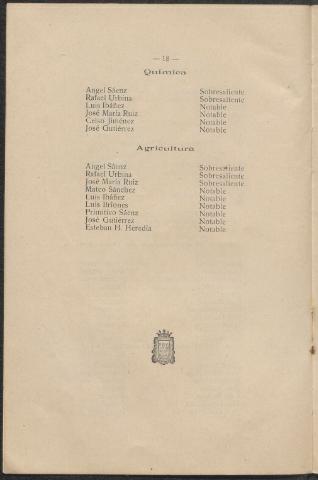 — 18 —
Química
Angel Sáenz Sobresaliente
Rafael Urbina Sobresaliente
Luis Ibáñez Notable
José María Ruiz Notable
Celso Jiménez Notable
José Gutiérrez Notable
Agricultura
Angel Sáenz Sobresaliente
Rafael Urbina Sobresaliente
José María Ruiz Sobresaliente
Mateo Sánchez Notable
Luis Ibáñez Notable
Luis Briones Notable
Primitivo Sáenz Notable
José Gutiérrez Notable
Esteban H. Heredia Notable